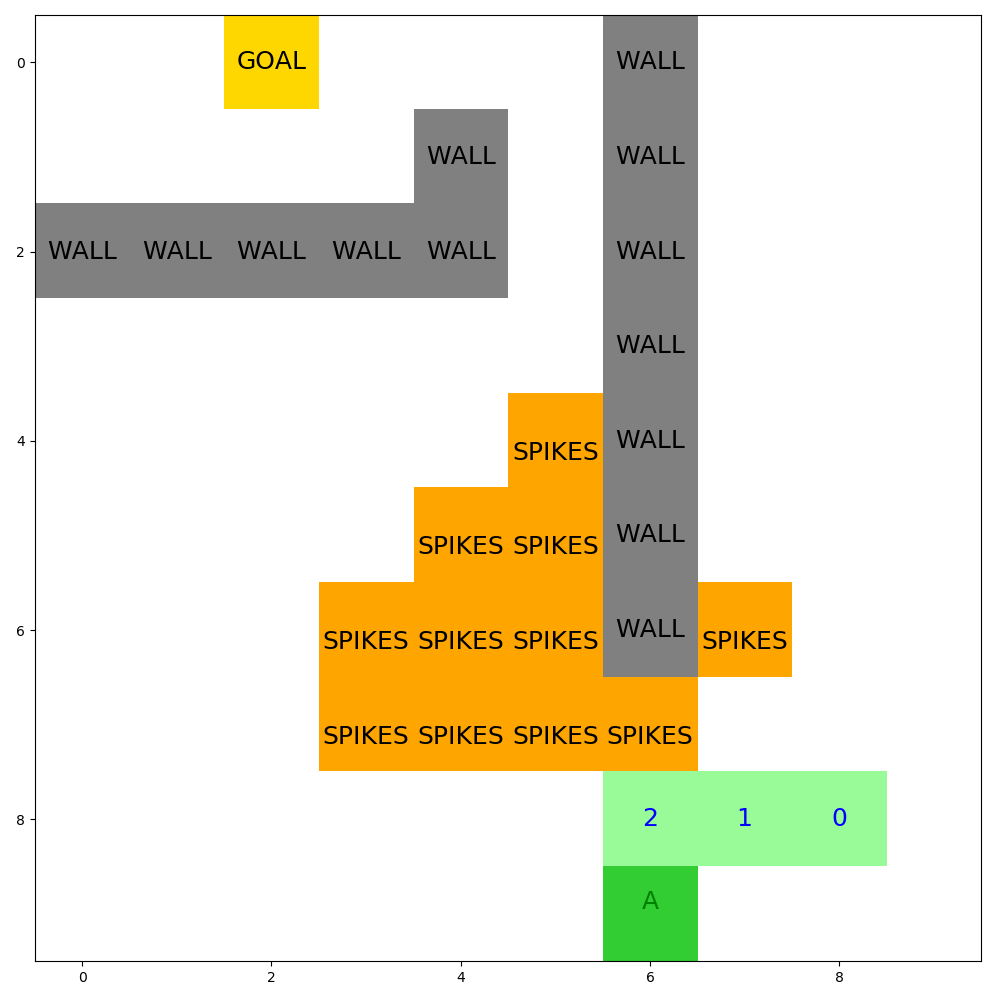 GOAL WALL
0
WALL WALL
WALL WALL WALL WALL WALL WALL
2
WALL
SPIKES WALL
4
SPIKES SPIKES WALL
SPIKES SPIKES SPIKES WALL SPIKES
6
SPIKES SPIKES SPIKES SPIKES
2 1 0
8
A
0 2 4 6 8